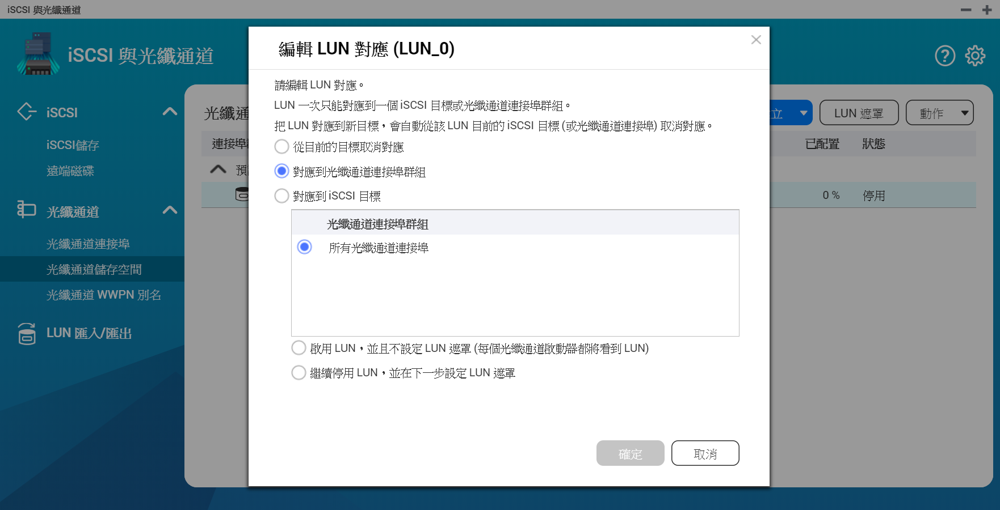 iSCSI 與光纖通道
iSCSI 與光纖通道
iSCSI
iSCSI儲存
遠端磁碟
光纖通道
光纖通道連接埠
光纖通道儲存空間
光纖通道 WWPN 別名
LUN 匯入/匯出
光纖通
立
LUN 遮罩
動作
連接埠
已配置
狀態
預
0 %
停用
編輯 LUN 對應 (LUN_0)
請編輯 LUN 對應。
LUN 一次只能對應到一個 iSCSI 目標或光纖通道連接埠群組。
把 LUN 對應到新目標，會自動從該 LUN 目前的 iSCSI 目標 (或光纖通道連接埠) 取消對應。
從目前的目標取消對應
對應到光纖通道連接埠群組
對應到 iSCSI 目標
光纖通道連接埠群組
所有光纖通道連接埠
啟用 LUN，並且不設定 LUN 遮罩 (每個光纖通道啟動器都將看到 LUN)
繼續停用 LUN，並在下一步設定 LUN 遮罩
確定
取消